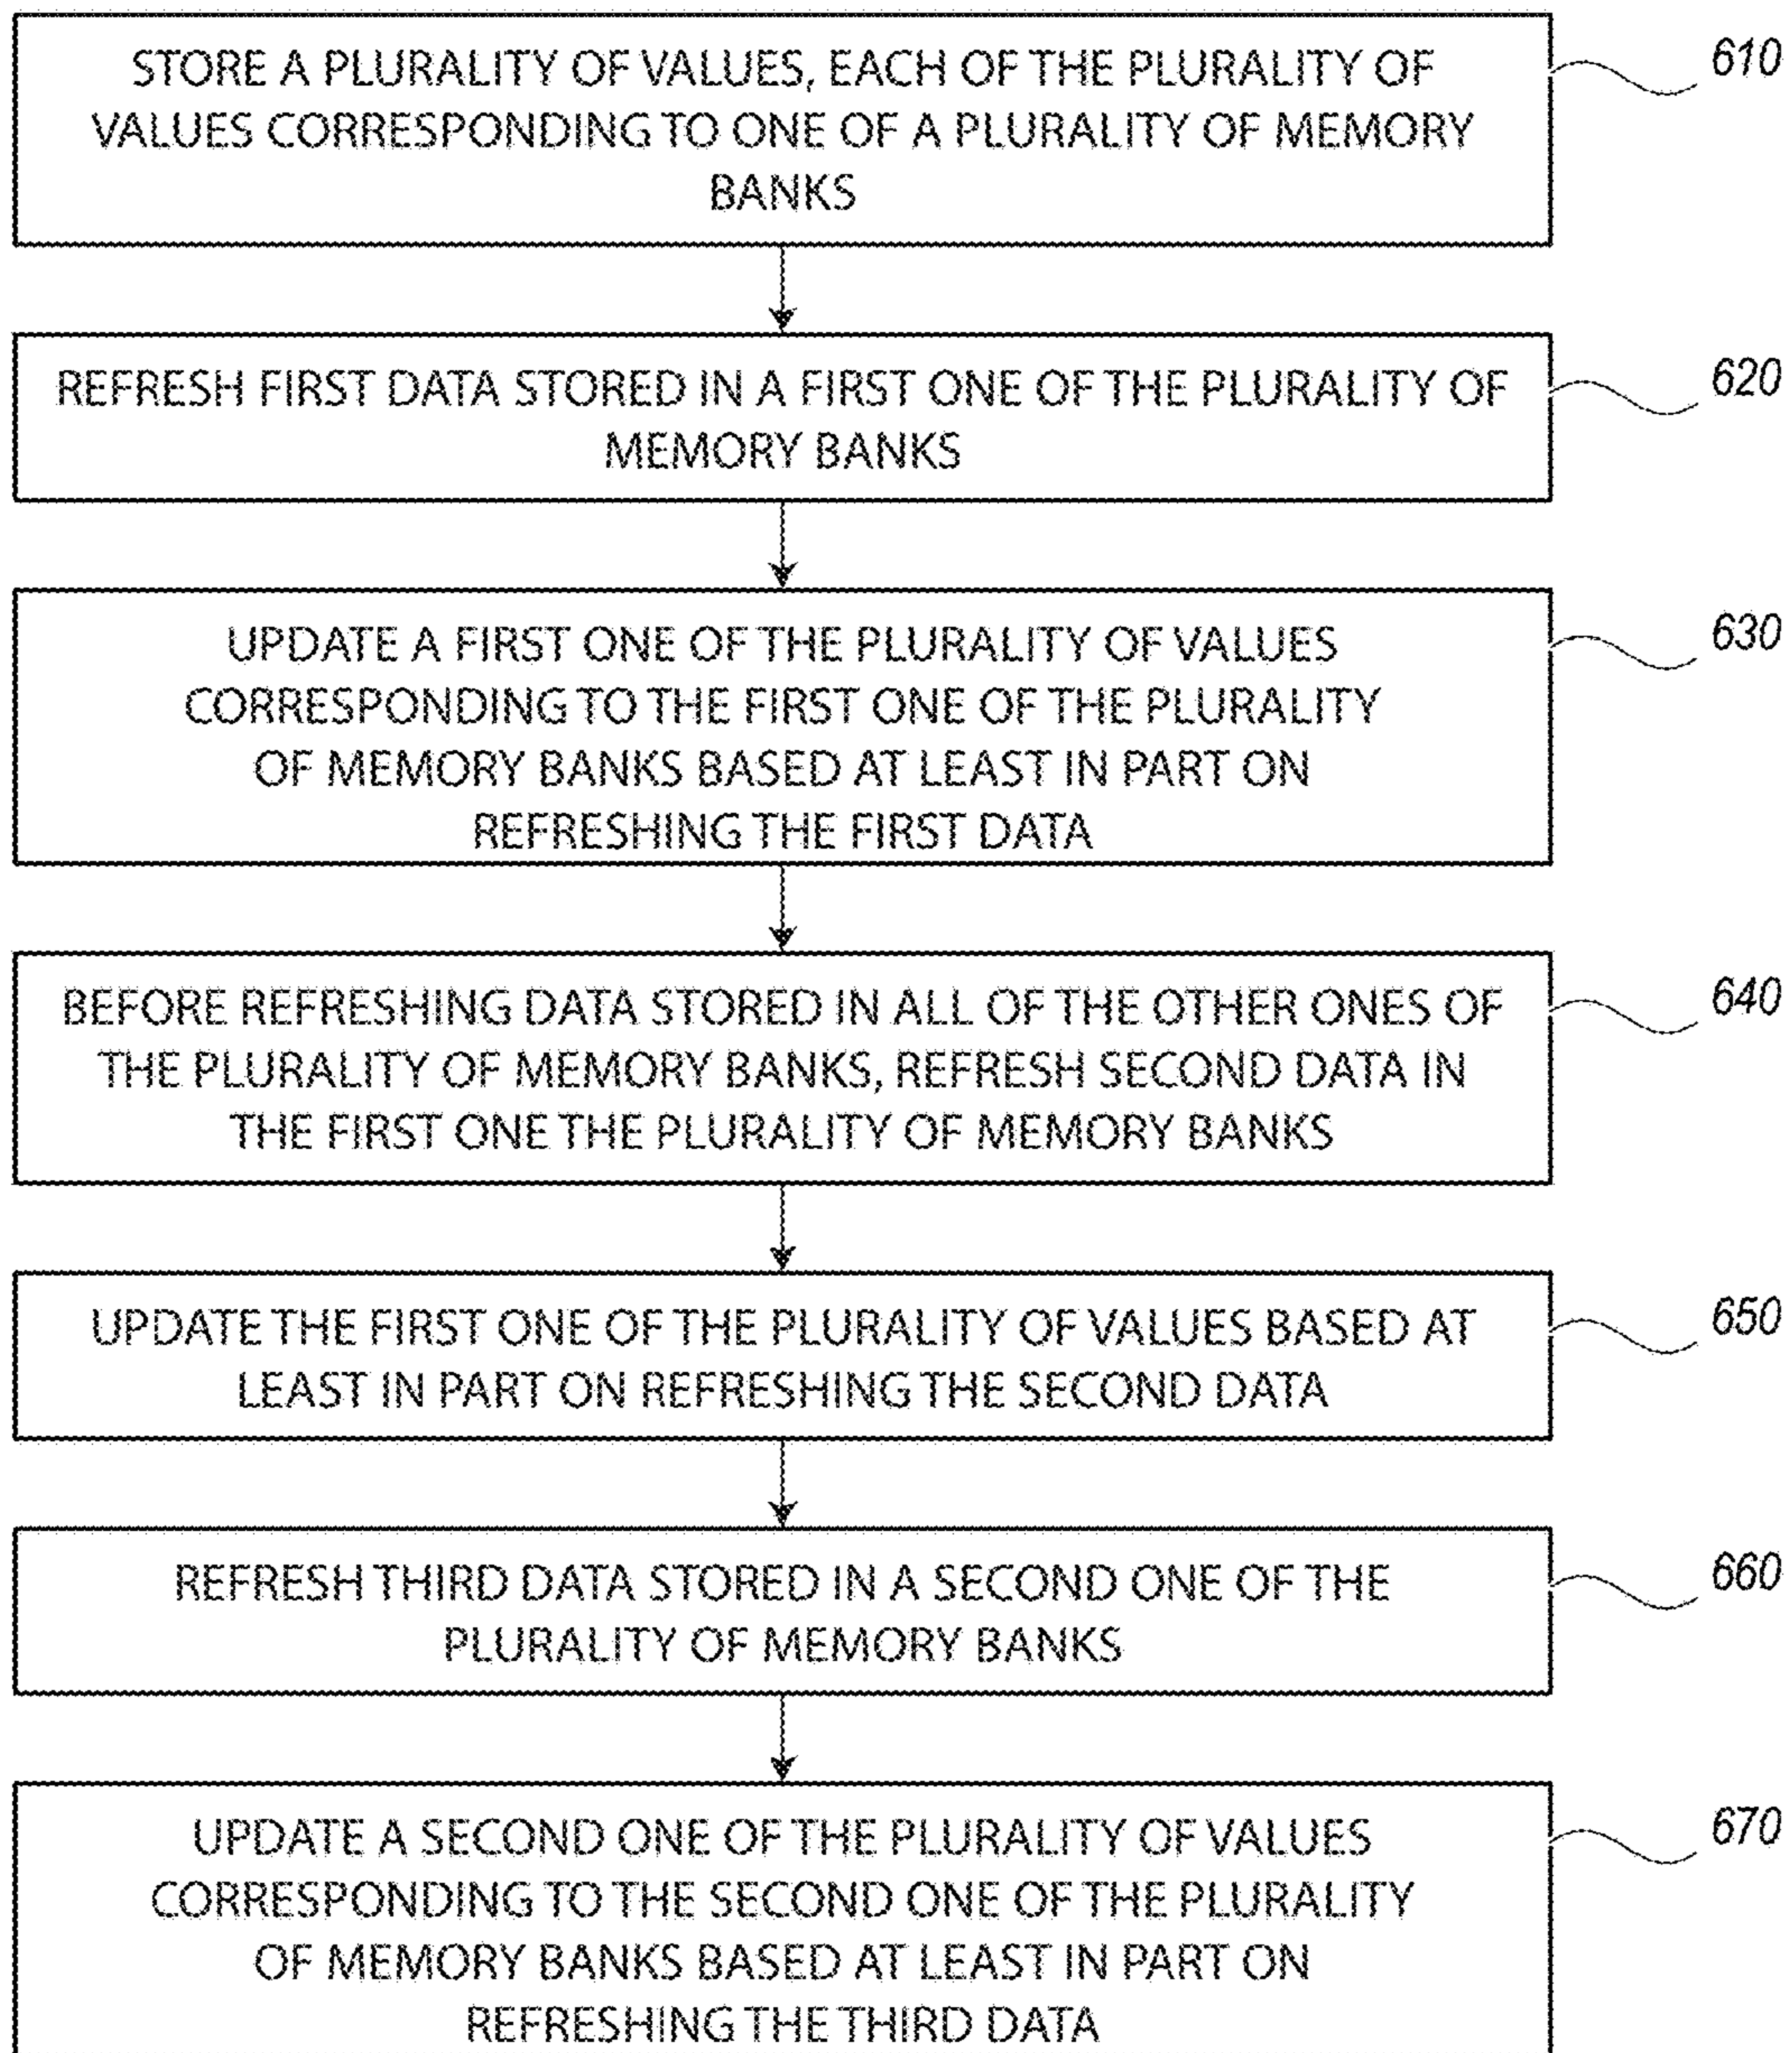 STORE A PLURALITY OF VALUES, EACH OF THE PLURALITY OF
VALUES CORRESPONDING TO ONE OF A PLURALITY OF MEMORY
BANKS
610
REFRESH FIRST DATA STORED IN A FIRST ONE OF THE PLURALITY OF
MEMORY BANKS
620
UPDATE A FIRST ONE OF THE PLURALITY OF VALUES
CORRESPONDING TO THE FIRST ONE OF THE PLURALITY
OF MEMORY BANKS BASED AT LEAST IN PART ON
REFRESHING THE FIRST DATA
630
BEFORE REFRESHING DATA STORED IN ALL OF THE OTHER ONES OF
THE PLURALITY OF MEMORY BANKS, REFRESH SECOND DATA IN
THE FIRST ONE THE PLURALITY OF MEMORY BANKS
640
UPDATE THE FIRST ONE OF THE PLURALITY OF VALUES BASED AT
LEAST IN PART ON REFRESHING THE SECOND DATA
650
REFRESH THIRD DATA STORED IN A SECOND ONE OF THE
PLURALITY OF MEMORY BANKS
660
UPDATE A SECOND ONE OF THE PLURALITY OF VALUES
CORRESPONDING TO THE SECOND ONE OF THE PLURALITY
OF MEMORY BANKS BASED AT LEAST IN PART ON
REFRESHING THE THIRD DATA
670